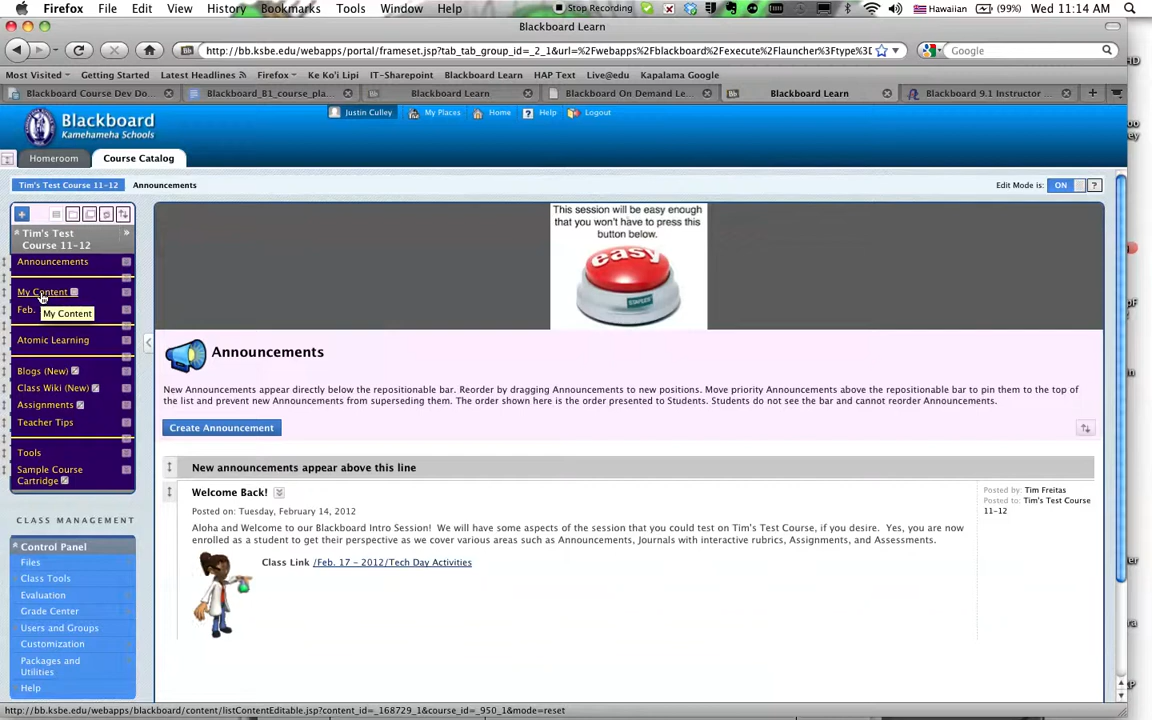 Firefox File Edit View History Bookmarks Tools Window Help Stop Recording Hawaiian (99%) Wed 11:14 AM
Blackboard Learn
http://bb.ksbe.edu/webapps/portal/frameset.jsp?tab_tab_group_id=_2_1&url=%2Fwebapps%2Fblackboard%2Fexecute%2Flauncher%3Ftype%3D Google
Most Visited Getting Started Latest Headlines Firefox Ke Ko'i Lipi IT-Sharepoint Blackboard Learn HAP Text Live@edu Kapalama Google
Blackboard Course Dev Do... Blackboard_B1_course_pla... Blackboard Learn Blackboard On Demand Le... Blackboard Learn Blackboard 9.1 Instructor ...
Blackboard
Kamehameha Schools
Justin Culley My Places Home Help Logout
Homeroom Course Catalog
Tim's Test Course 11-12 Announcements Edit Mode is: ON ?
Tim's Test
Course 11-12
Announcements
My Content
Feb.
My Content
Atomic Learning
Blogs (New)
Class Wiki (New)
Assignments
Teacher Tips
Tools
Sample Course
Cartridge
CLASS MANAGEMENT
Control Panel
Files
Class Tools
Evaluation
Grade Center
Users and Groups
Customization
Packages and
Utilities
Help
This session will be easy enough
that you won't have to press this
button below.
easy
STAPLES
Announcements
New Announcements appear directly below the repositionable bar. Reorder by dragging Announcements to new positions. Move priority Announcements above the repositionable bar to pin them to the top of
the list and prevent new Announcements from superseding them. The order shown here is the order presented to Students. Students do not see the bar and cannot reorder Announcements.
Create Announcement
New announcements appear above this line
Welcome Back!
Posted on: Tuesday, February 14, 2012
Aloha and Welcome to our Blackboard Intro Session! We will have some aspects of the session that you could test on Tim's Test Course, if you desire. Yes, you are now
enrolled as a student to get their perspective as we cover various areas such as Announcements, Journals with interactive rubrics, Assignments, and Assessments.
Class Link /Feb. 17 - 2012/Tech Day Activities
Posted by: Tim Freitas
Posted to: Tim's Test Course
11-12
http://bb.ksbe.edu/webapps/blackboard/content/listContentEditable.jsp?content_id=_168729_1&course_id=_950_1&mode=reset